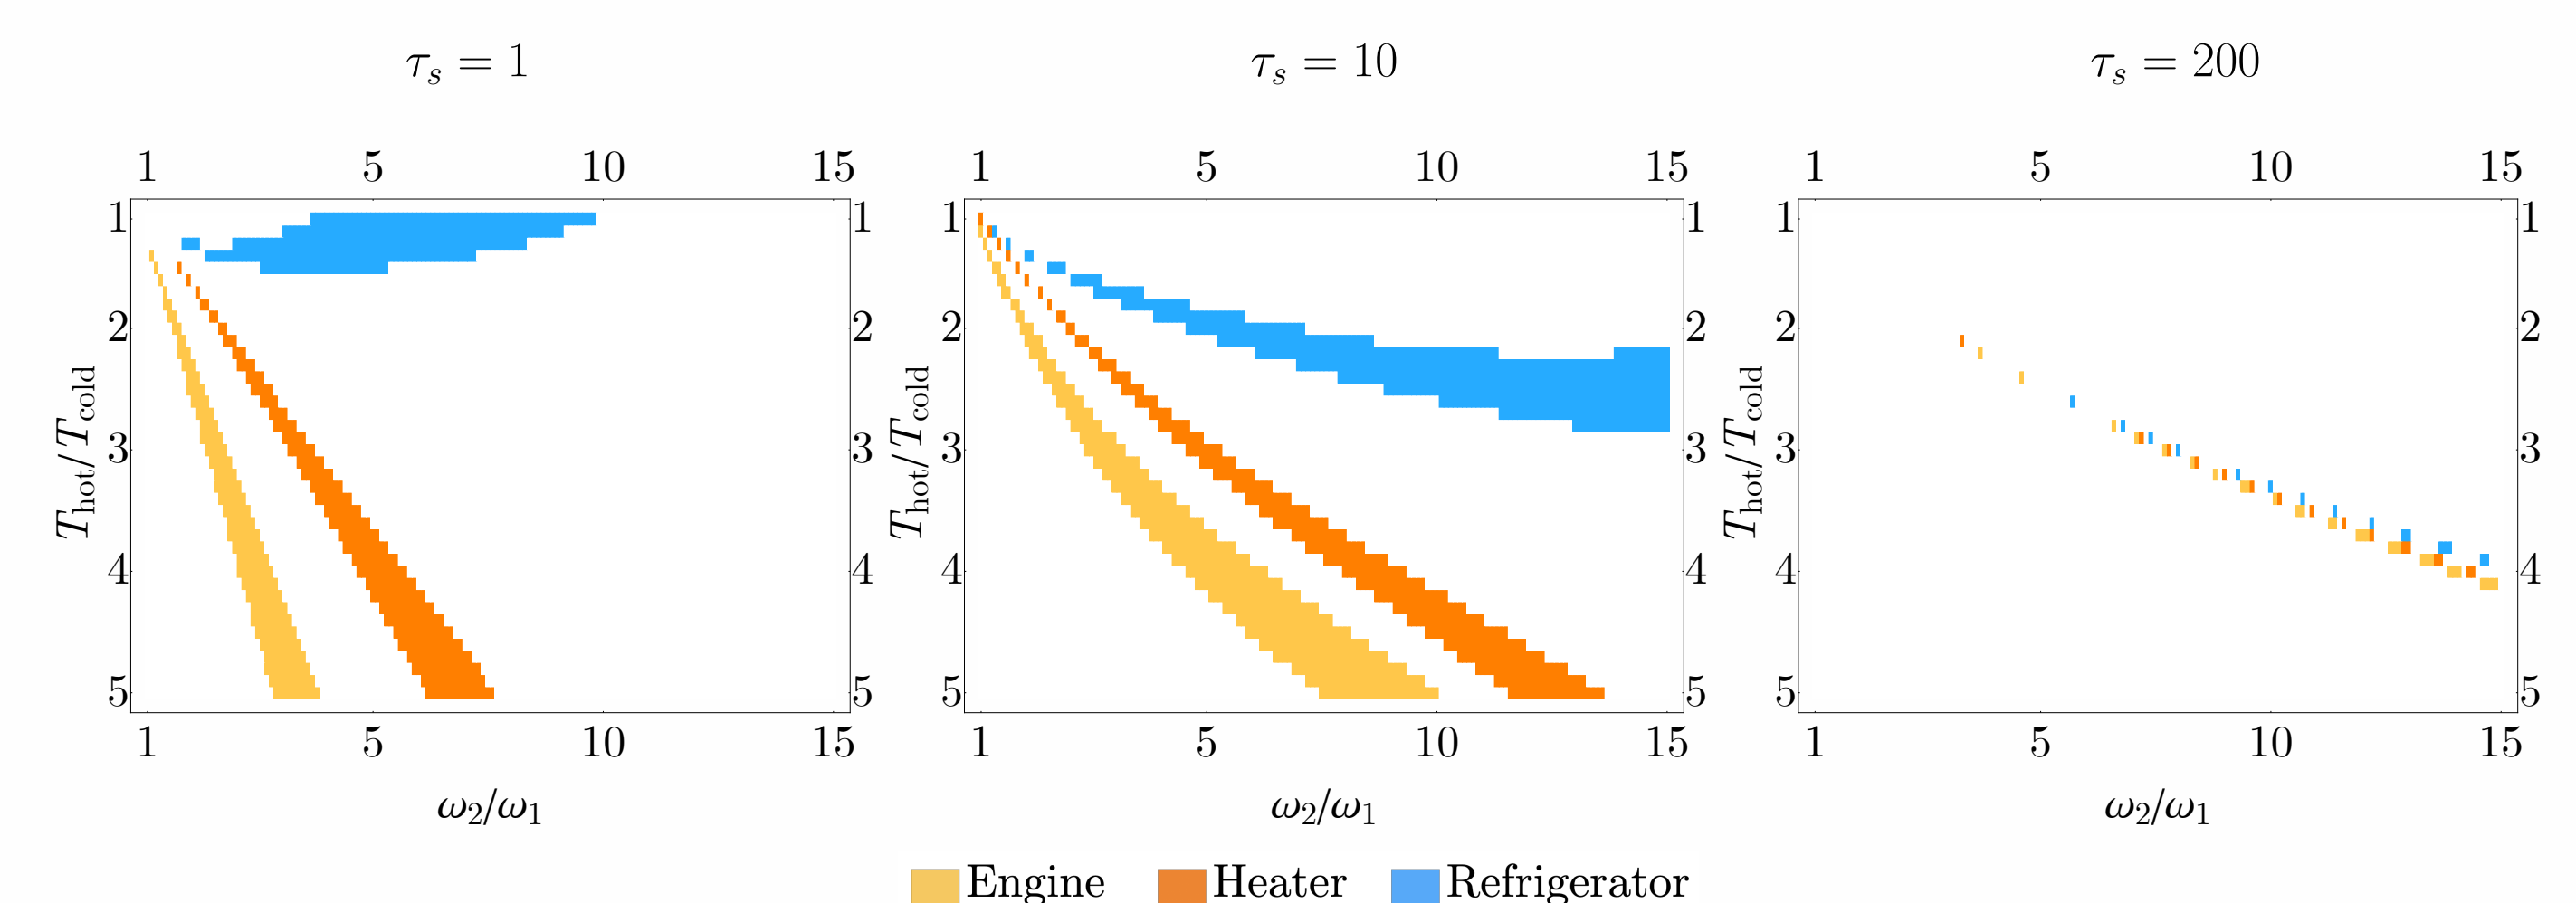 τs = 1 τs = 10 τs = 200
1 5 10 15 1 5 10 15 1 5 10 15
1 1 1 1 1 1
2 2 2 2 2 2
3 3 3 3 3 3
4 4 4 4 4 4
5 5 5 5 5 5
Thot/Tcold Thot/Tcold Thot/Tcold
1 5 10 15 1 5 10 15 1 5 10 15
ω2/ω1 ω2/ω1 ω2/ω1
Engine Heater Refrigerator